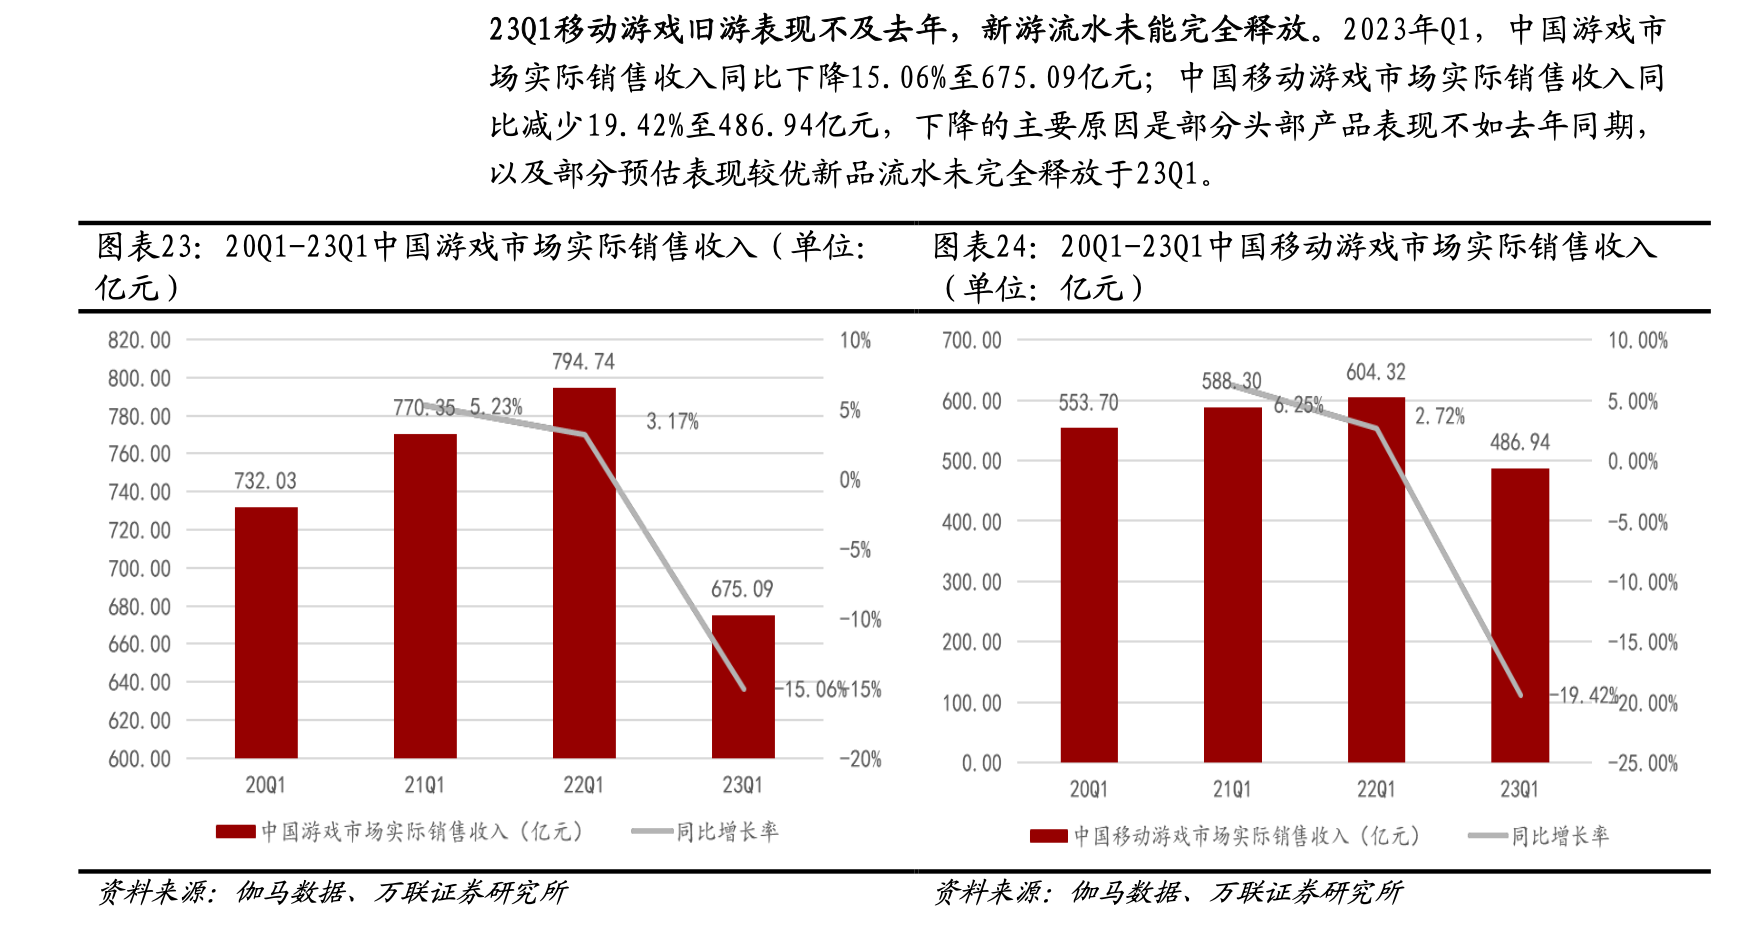 23Q1移动游戏旧游表现不及去年，新游流水未能完全释放。2023年Q1，中国游戏市
场实际销售收入同比下降15.06%至675.09亿元；中国移动游戏市场实际销售收入同
比减少19.42%至486.94亿元，下降的主要原因是部分头部产品表现不如去年同期，
以及部分预估表现较优新品流水未完全释放于23Q1。
图表23：20Q1-23Q1中国游戏市场实际销售收入（单位：
亿元）
820.00
800.00
780.00
760.00
740.00
720.00
700.00
680.00
660.00
640.00
620.00
600.00
732.03
770.35
794.74
675.09
5.23%
3.17%
-15.06%
10%
5%
0%
-5%
-10%
-15%
-20%
20Q1
21Q1
22Q1
23Q1
中国游戏市场实际销售收入（亿元）
同比增长率
资料来源：伽马数据、万联证券研究所
图表24：20Q1-23Q1中国移动游戏市场实际销售收入
（单位：亿元）
700.00
600.00
500.00
400.00
300.00
200.00
100.00
0.00
553.70
588.30
604.32
486.94
6.25%
2.72%
-19.42%
10.00%
5.00%
0.00%
-5.00%
-10.00%
-15.00%
-20.00%
-25.00%
20Q1
21Q1
22Q1
23Q1
中国移动游戏市场实际销售收入（亿元）
同比增长率
资料来源：伽马数据、万联证券研究所